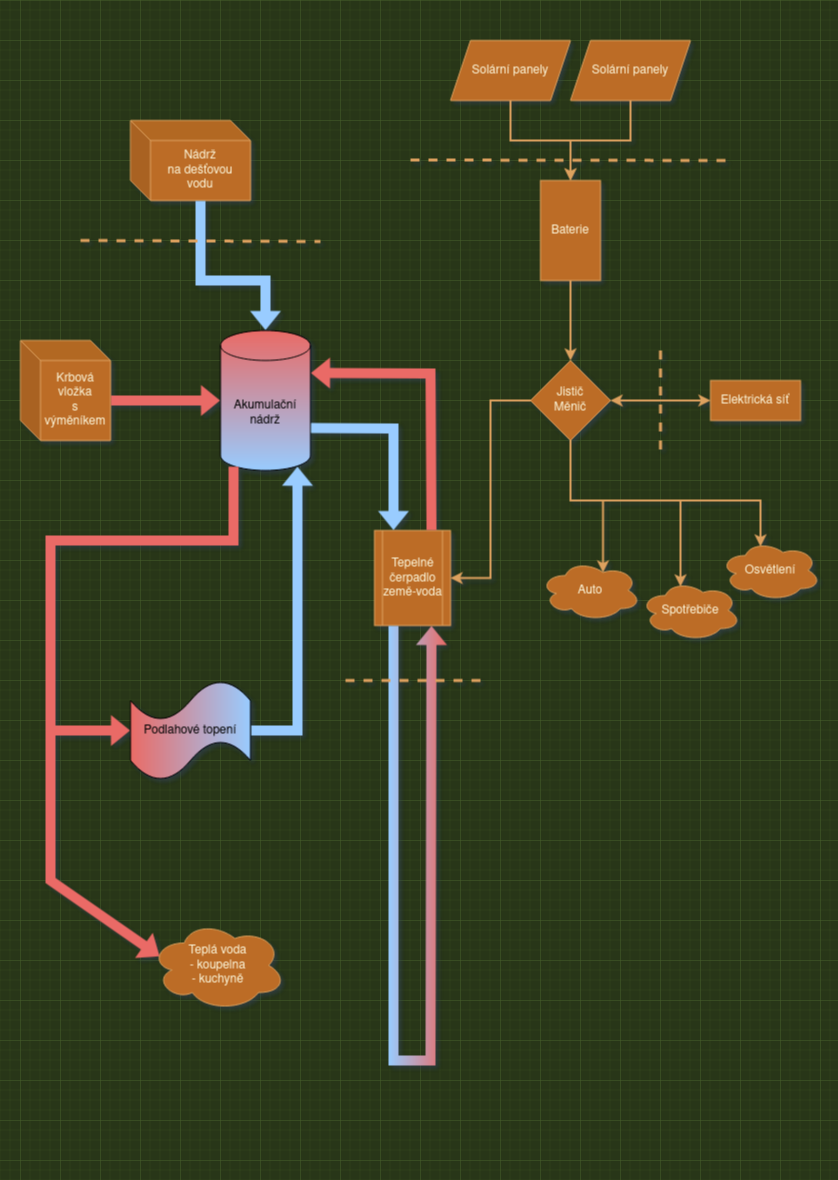 Solární panely
Solární panely
Nádrž
na dešťovou
vodu
Baterie
Krbová
vložka
s
výměníkem
Akumulační
nádrž
Jistič
Měnič
Elektrická síť
Tepelné
čerpadlo
země-voda
Auto
Spotřebiče
Osvětlení
Podlahové topení
Teplá voda
- koupelna
- kuchyně